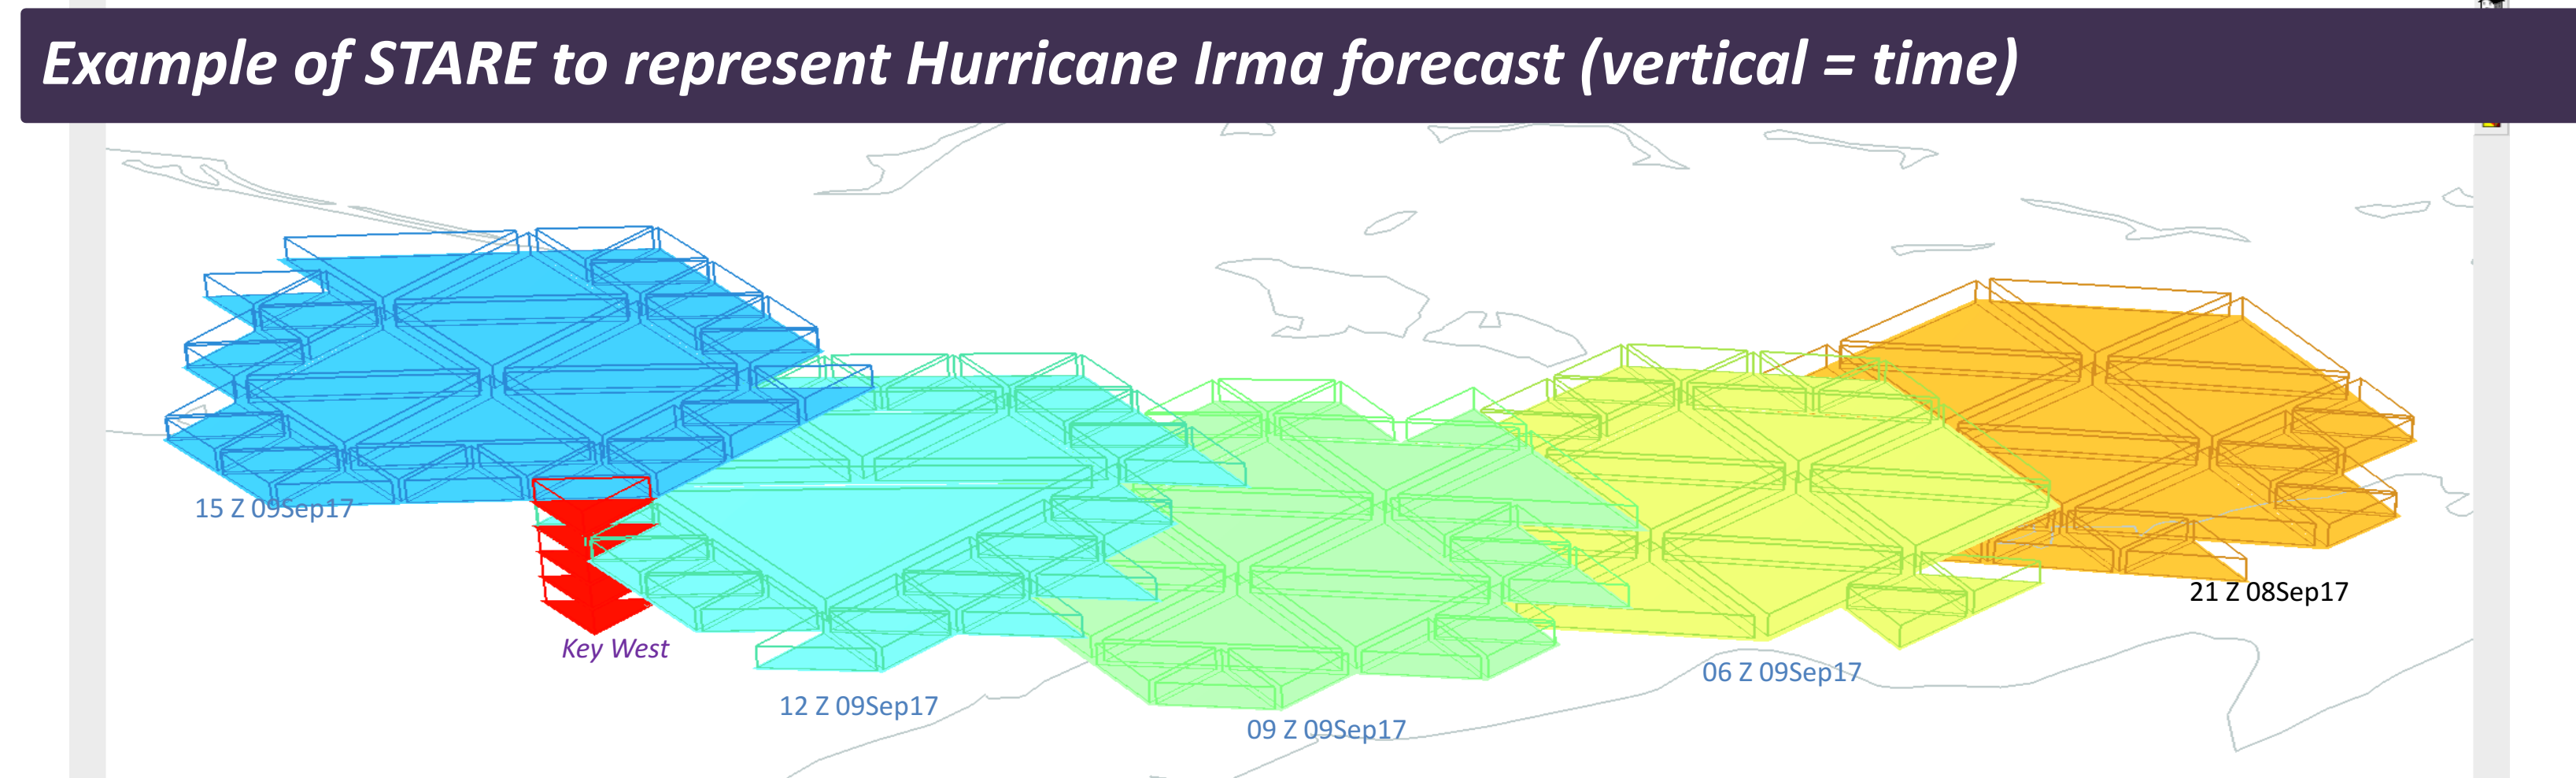 Example of STARE to represent Hurricane Irma forecast (vertical = time)
15 Z 09Sep17
21 Z 08Sep17
Key West
06 Z 09Sep17
12 Z 09Sep17
09 Z 09Sep17